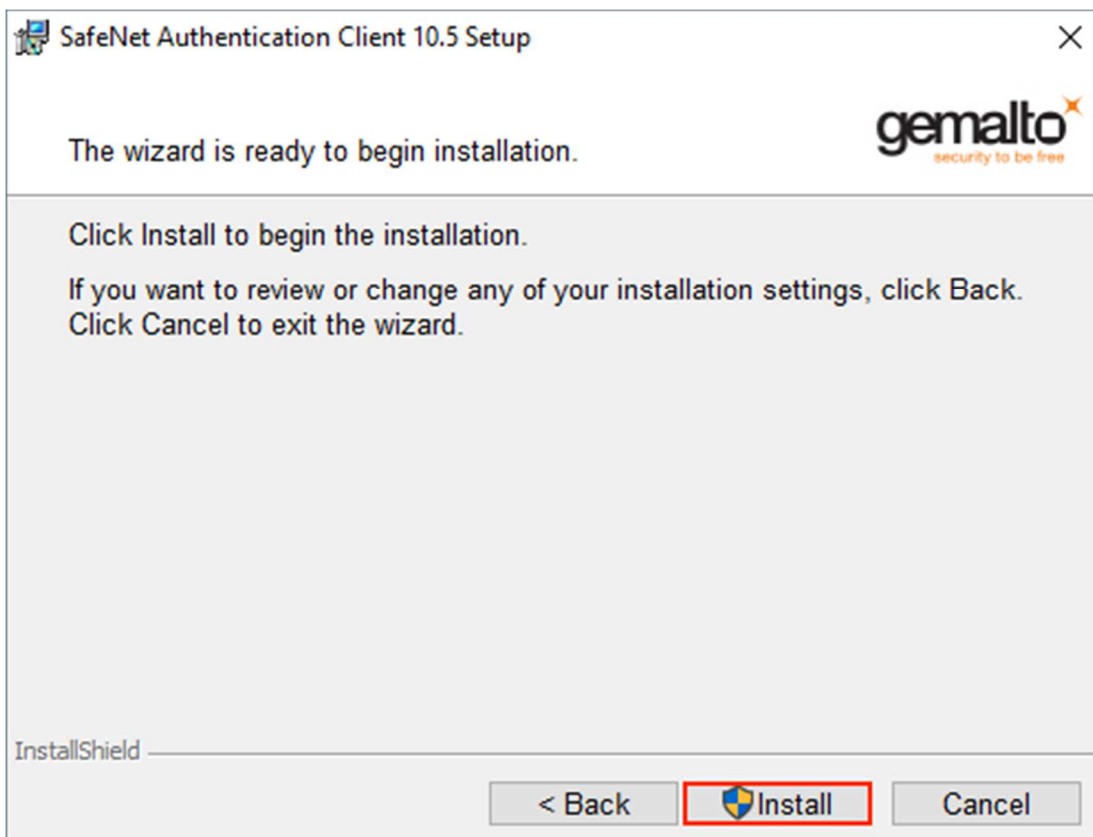 SafeNet Authentication Client 10.5 Setup
The wizard is ready to begin installation.
gemalto
security to be free
Click Install to begin the installation.
If you want to review or change any of your installation settings, click Back.
Click Cancel to exit the wizard.
InstallShield
< Back
Install
Cancel